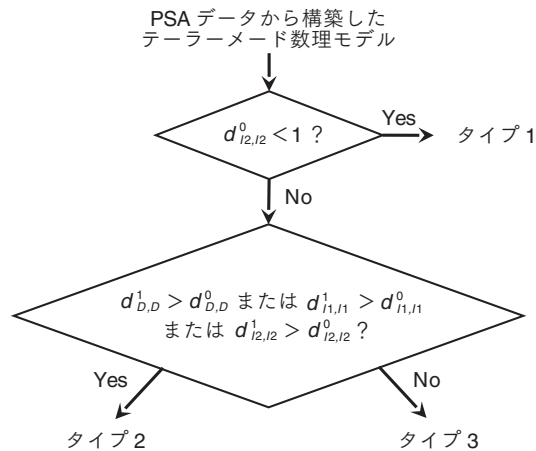 PSA データから構築した
テーラーメード数理モデル
d⁰_{I2,I2} < 1 ?
Yes
タイプ 1
No
d¹_{D,D} > d⁰_{D,D} または d¹_{I1,I1} > d⁰_{I1,I1}
または d¹_{I2,I2} > d⁰_{I2,I2} ?
Yes
No
タイプ 2
タイプ 3